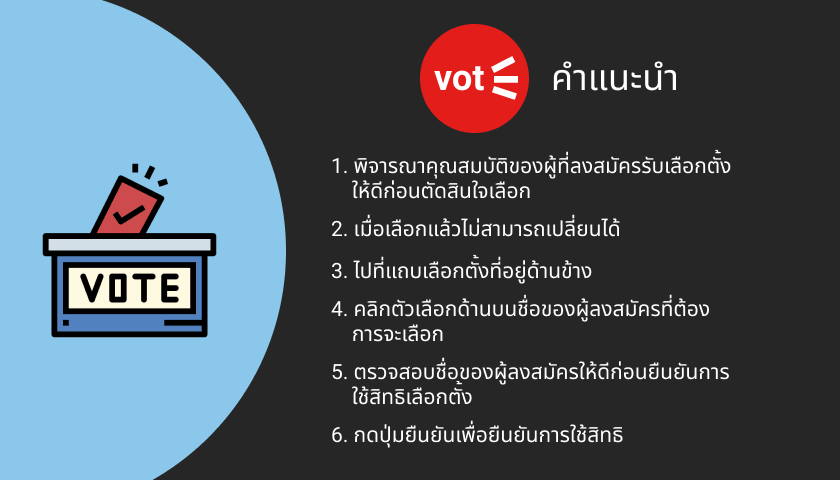 vot
คำแนะนำ
1. พิจารณาคุณสมบัติของผู้ที่ลงสมัครรับเลือกตั้ง
ให้ดีก่อนตัดสินใจเลือก
2. เมื่อเลือกแล้วไม่สามารถเปลี่ยนได้
3. ไปที่แถบเลือกตั้งที่อยู่ด้านข้าง
4. คลิกตัวเลือกด้านบนชื่อของผู้ลงสมัครที่ต้อง
การจะเลือก
5. ตรวจสอบชื่อของผู้ลงสมัครให้ดีก่อนยืนยันการ
ใช้สิทธิเลือกตั้ง
6. กดปุ่มยืนยันเพื่อยืนยันการใช้สิทธิ
VOTE